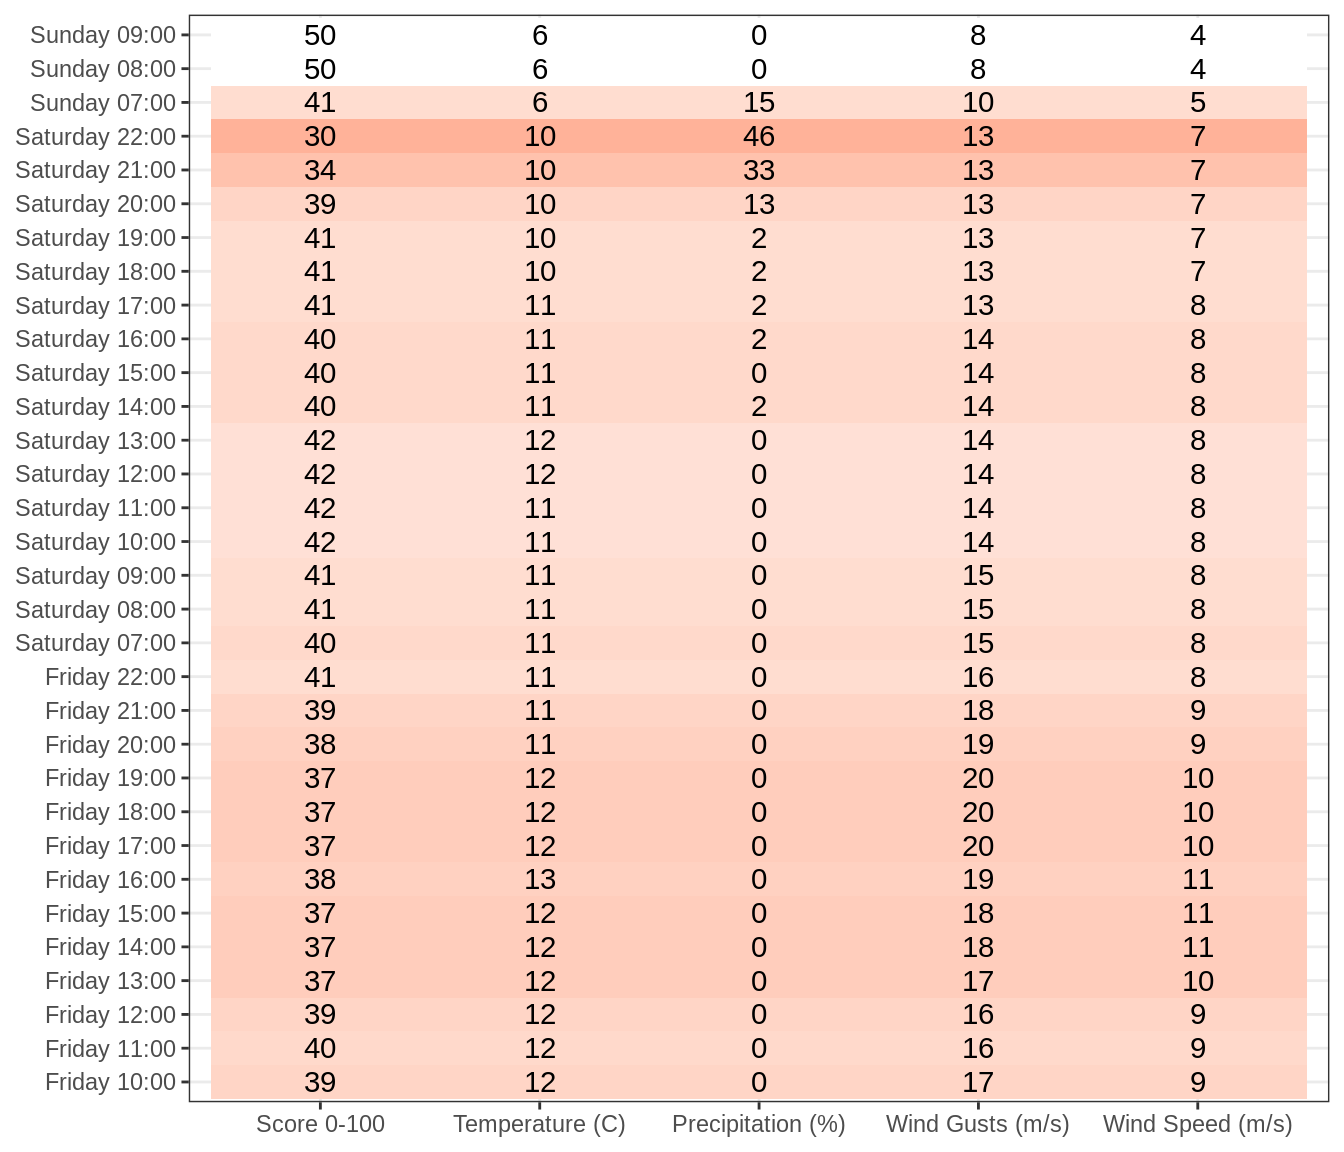 Sunday 09:00 50 6 0 8 4
Sunday 08:00 50 6 0 8 4
Sunday 07:00 41 6 15 10 5
Saturday 22:00 30 10 46 13 7
Saturday 21:00 34 10 33 13 7
Saturday 20:00 39 10 13 13 7
Saturday 19:00 41 10 2 13 7
Saturday 18:00 41 10 2 13 7
Saturday 17:00 41 11 2 13 8
Saturday 16:00 40 11 2 14 8
Saturday 15:00 40 11 0 14 8
Saturday 14:00 40 11 2 14 8
Saturday 13:00 42 12 0 14 8
Saturday 12:00 42 12 0 14 8
Saturday 11:00 42 11 0 14 8
Saturday 10:00 42 11 0 14 8
Saturday 09:00 41 11 0 15 8
Saturday 08:00 41 11 0 15 8
Saturday 07:00 40 11 0 15 8
Friday 22:00 41 11 0 16 8
Friday 21:00 39 11 0 18 9
Friday 20:00 38 11 0 19 9
Friday 19:00 37 12 0 20 10
Friday 18:00 37 12 0 20 10
Friday 17:00 37 12 0 20 10
Friday 16:00 38 13 0 19 11
Friday 15:00 37 12 0 18 11
Friday 14:00 37 12 0 18 11
Friday 13:00 37 12 0 17 10
Friday 12:00 39 12 0 16 9
Friday 11:00 40 12 0 16 9
Friday 10:00 39 12 0 17 9
Score 0-100 Temperature (C) Precipitation (%) Wind Gusts (m/s) Wind Speed (m/s)